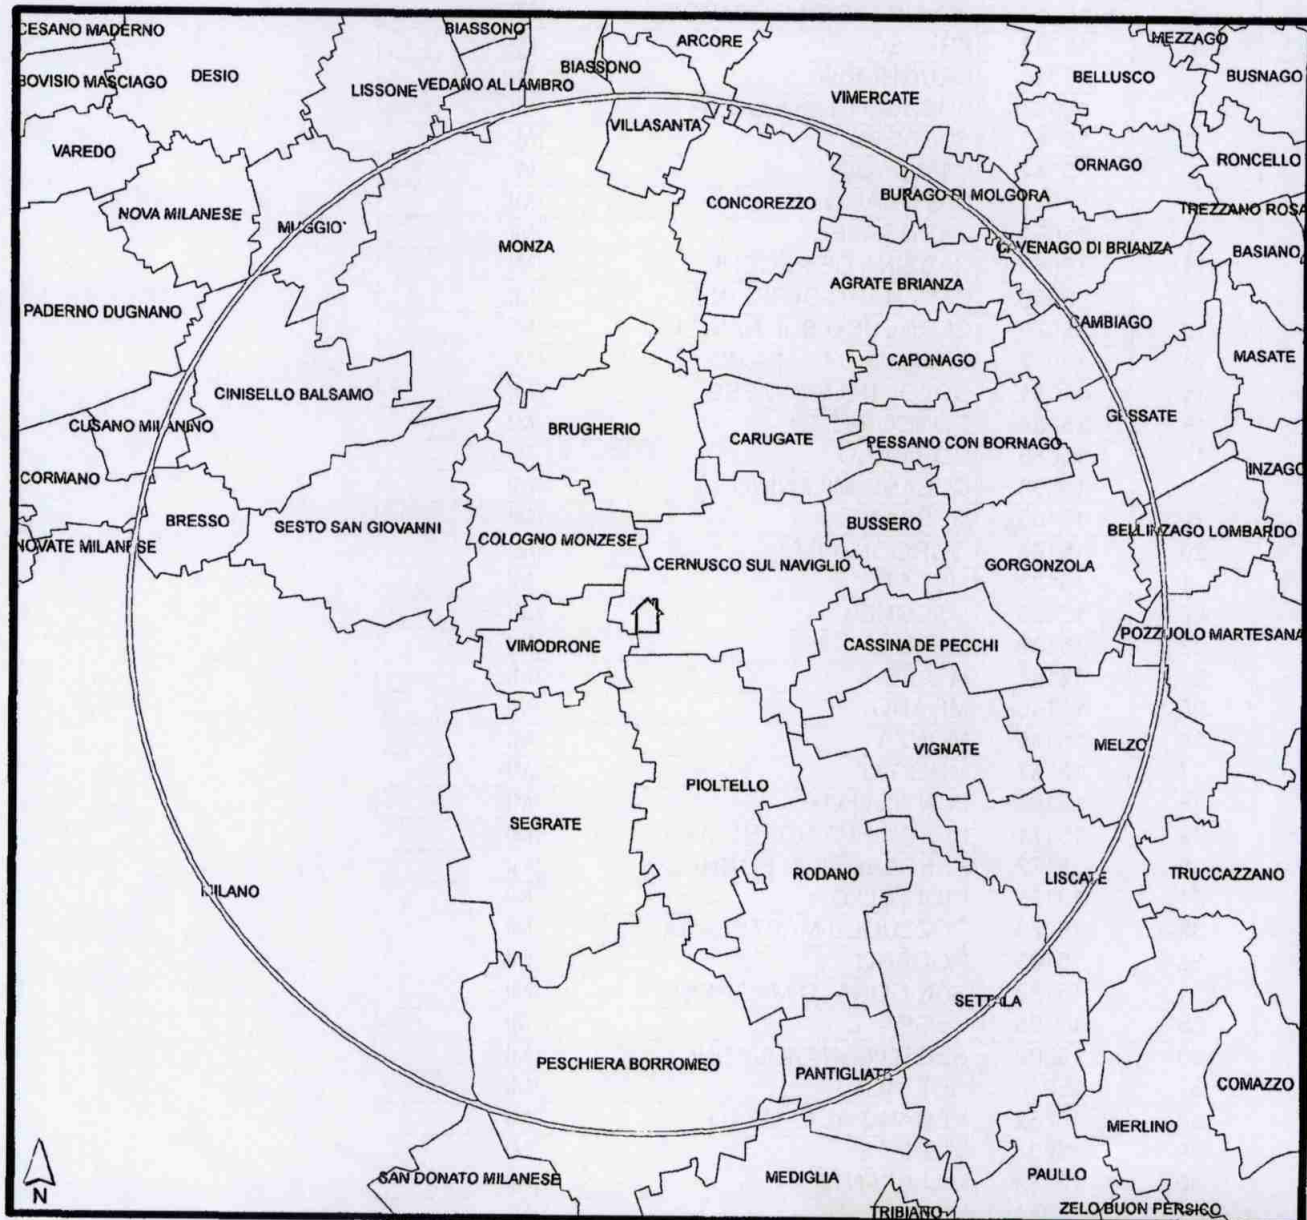 CESANO MADERNO
BIASSONO
ARCORE
MEZZAGO
BOVISIO MASCIAGO
DESIO
LISSONE
VEDANO AL LAMBRO
BIASSONO
VIMERCATE
BELLUSCO
BUSNAGO
VAREDO
VILLASANTA
ORNAGO
RONCELLO
NOVA MILANESE
MUGGIO'
MONZA
CONCOREZZO
BURAGO DI MOLGORA
TREZZANO ROSA
CAVENAGO DI BRIANZA
BASIANO
AGRATE BRIANZA
PADERNO DUGNANO
CAMBIAGO
MASATE
CAPONAGO
CINISELLO BALSAMO
CUSANO MILANINO
BRUGHERIO
CARUGATE
PESSANO CON BORNAGO
GESSATE
CORMANO
INZAGO
BRESSO
SESTO SAN GIOVANNI
COLOGNO MONZESE
BUSSERO
BELLINZAGO LOMBARDO
NOVATE MILANESE
CERNUSCO SUL NAVIGLIO
GORGONZOLA
VIMODRONE
CASSINA DE PECCHI
POZZUOLO MARTESANA
VIGNATE
MELZO
PIOLTELLO
SEGRATE
MILANO
RODANO
LISCATE
TRUCCAZZANO
SETTALA
PESCHIERA BORROMEO
PANTIGLIATE
COMAZZO
MERLINO
SAN DONATO MILANESE
MEDIGLIA
PAULLO
N
TRIBIANO
ZELO BUON PERSICO